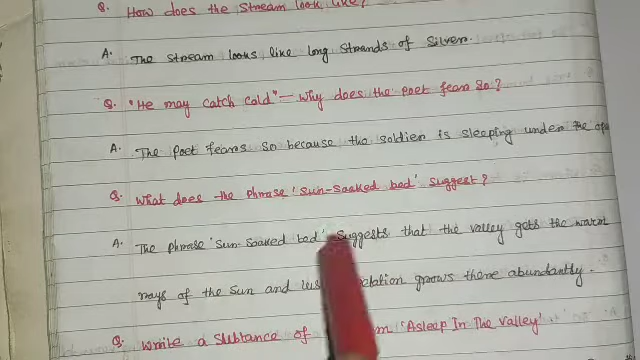 Q. How does the stream look like?
A. The stream looks like long strands of silver.
Q. "He may catch cold" – Why does the poet fear so?
A. The poet fears so because the soldier is sleeping under the
Q. What does the phrase 'sun-soaked bed' suggest?
A. The phrase 'sun-soaked bed' suggests that the valley gets the warm
rays of the sun and grows there abundantly.
Q. Write a substance of 'Asleep In The Valley'